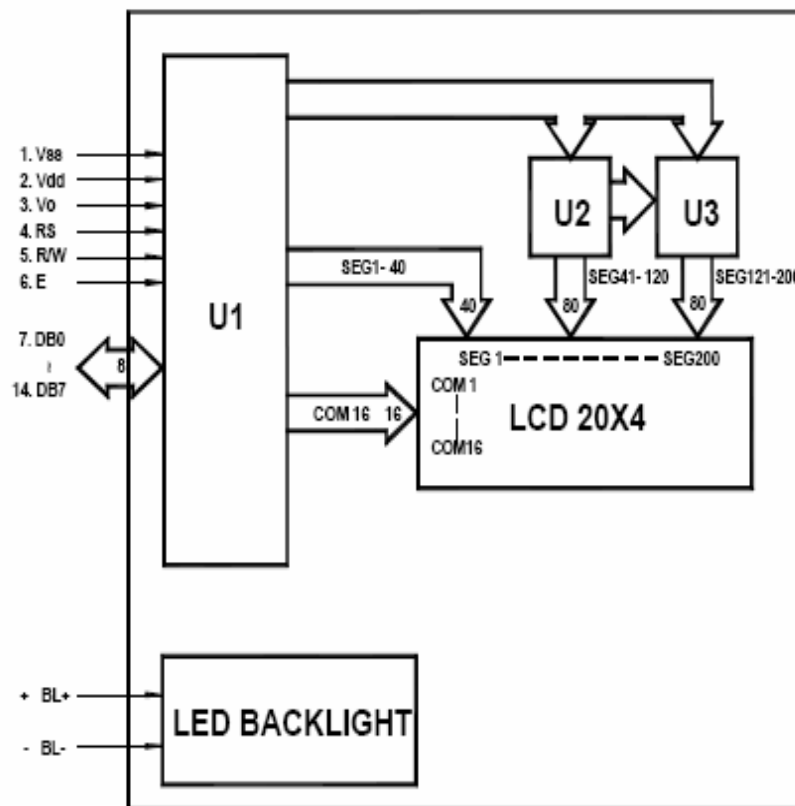 1. Vss
2. Vdd
3. Vo
4. RS
5. R/W
6. E
7. DB0
≀
14. DB7
8
U1
U2
U3
SEG1- 40
40
SEG41- 120
80
SEG121-200
80
SEG 1
SEG200
COM 1
COM16
LCD 20X4
COM 16 16
+ BL+
- BL-
LED BACKLIGHT